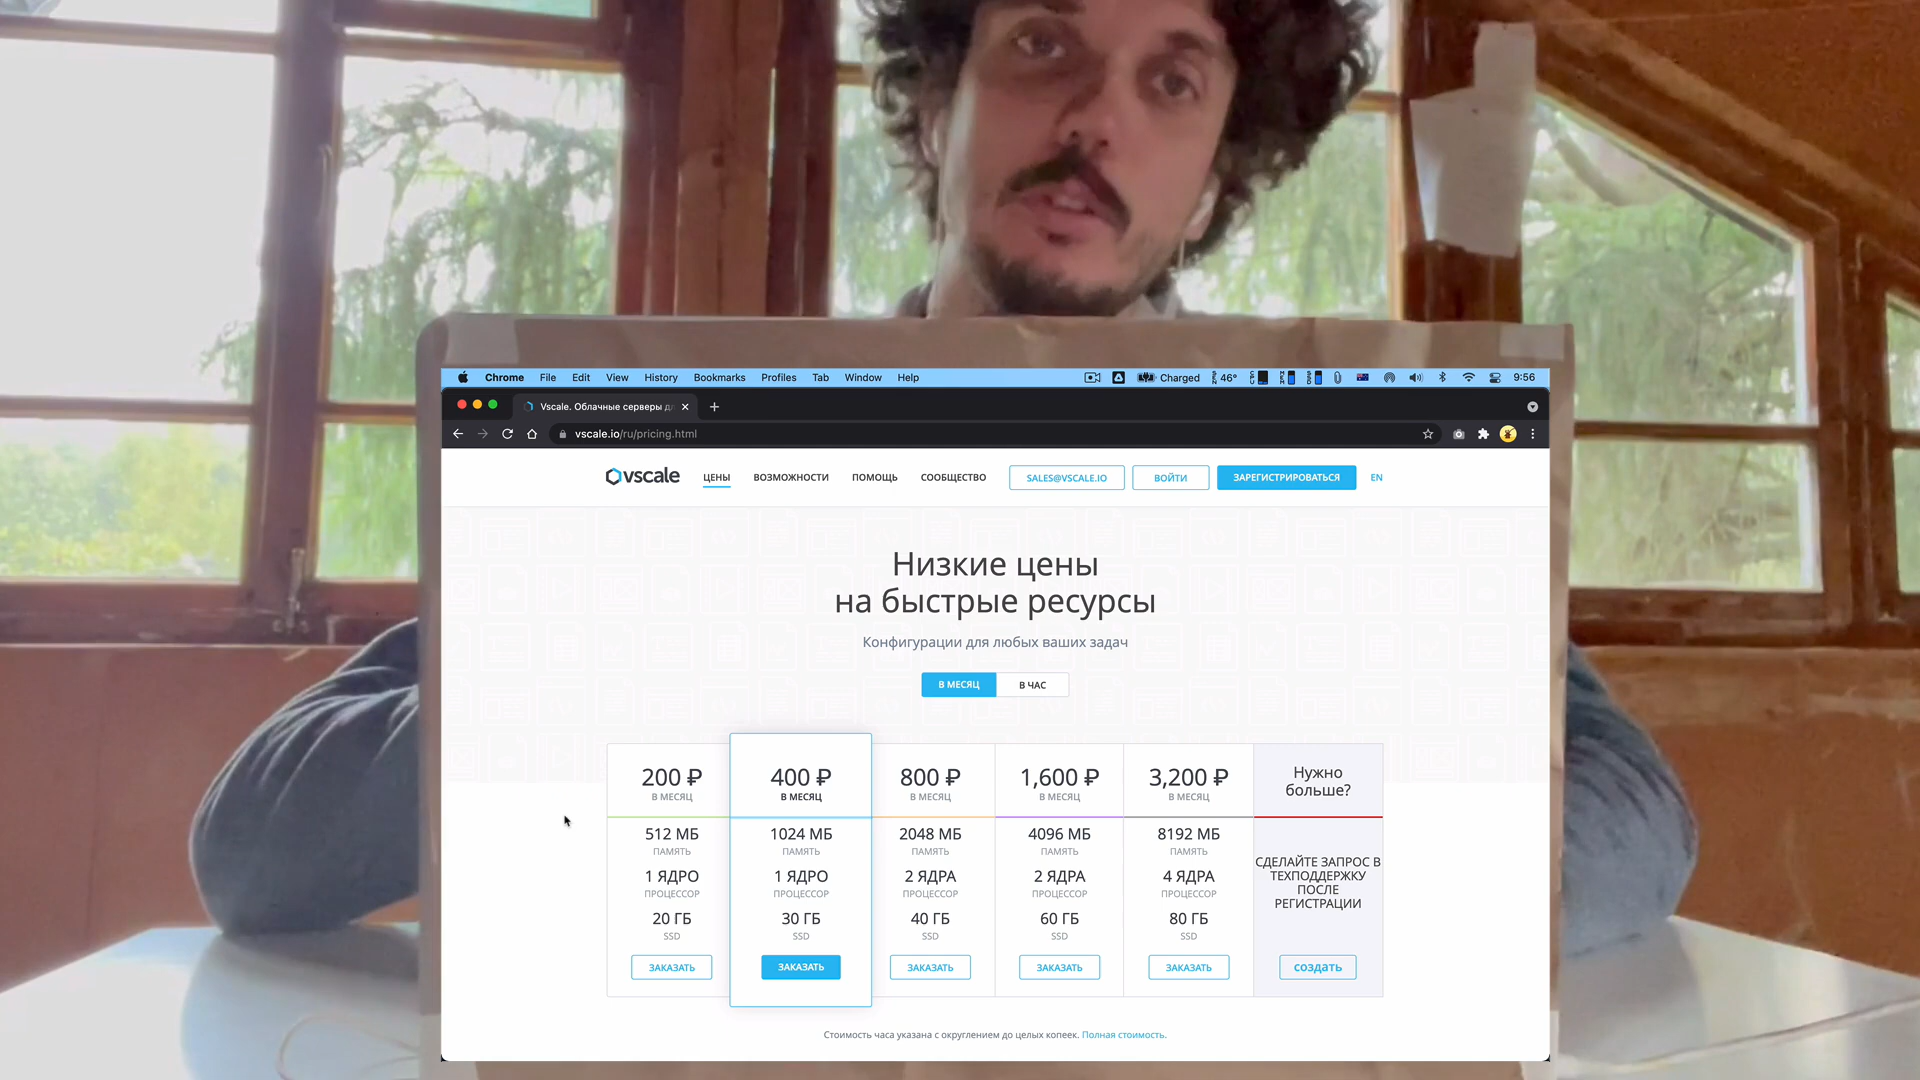 Chrome File Edit View History Bookmarks Profiles Tab Window Help Charged 46° 9:56
Vscale. Облачные серверы д
vscale.io/ru/pricing.html
vscale ЦЕНЫ ВОЗМОЖНОСТИ ПОМОЩЬ СООБЩЕСТВО SALES@VSCALE.IO ВОЙТИ ЗАРЕГИСТРИРОВАТЬСЯ EN
Низкие цены
на быстрые ресурсы
Конфигурации для любых ваших задач
В МЕСЯЦ В ЧАС
200 ₽
В МЕСЯЦ
512 МБ
ПАМЯТЬ
1 ЯДРО
ПРОЦЕССОР
20 ГБ
SSD
ЗАКАЗАТЬ
400 ₽
В МЕСЯЦ
1024 МБ
ПАМЯТЬ
1 ЯДРО
ПРОЦЕССОР
30 ГБ
SSD
ЗАКАЗАТЬ
800 ₽
В МЕСЯЦ
2048 МБ
ПАМЯТЬ
2 ЯДРА
ПРОЦЕССОР
40 ГБ
SSD
ЗАКАЗАТЬ
1,600 ₽
В МЕСЯЦ
4096 МБ
ПАМЯТЬ
2 ЯДРА
ПРОЦЕССОР
60 ГБ
SSD
ЗАКАЗАТЬ
3,200 ₽
В МЕСЯЦ
8192 МБ
ПАМЯТЬ
4 ЯДРА
ПРОЦЕССОР
80 ГБ
SSD
ЗАКАЗАТЬ
Нужно
больше?
СДЕЛАЙТЕ ЗАПРОС В
ТЕХПОДДЕРЖКУ
ПОСЛЕ
РЕГИСТРАЦИИ
создать
Стоимость часа указана с округлением до целых копеек. Полная стоимость.